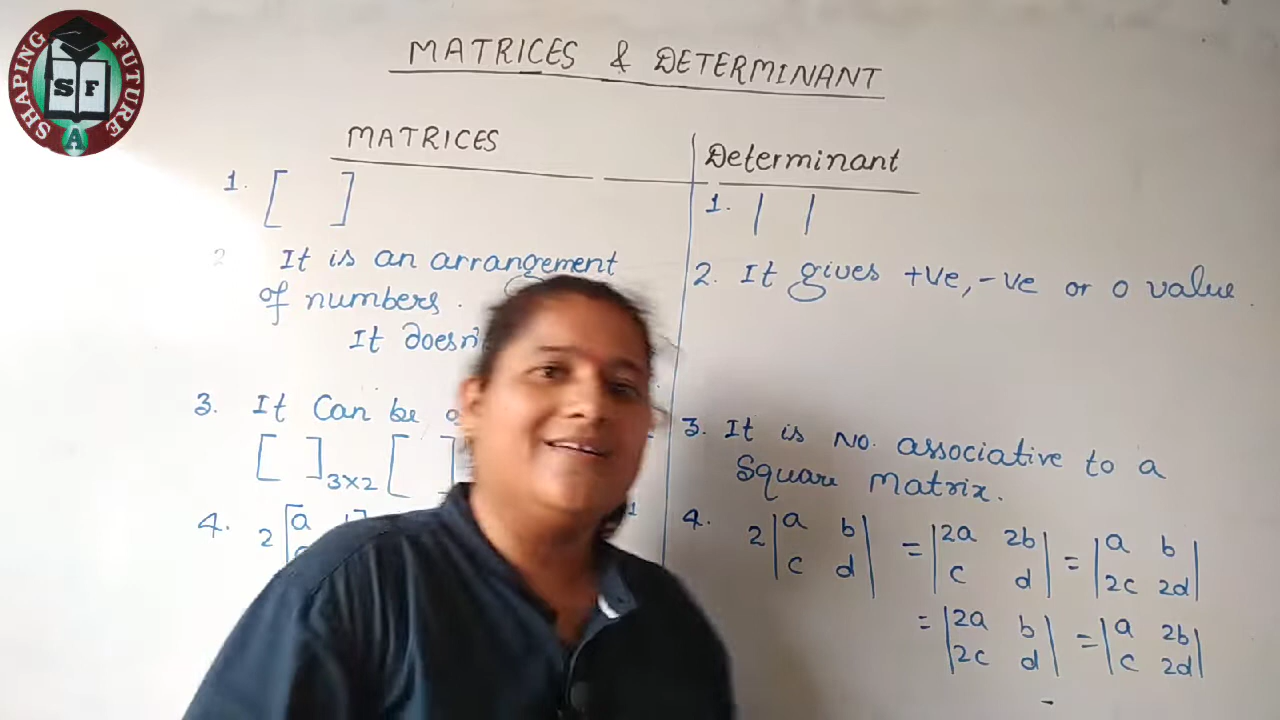 SHAPING FUTURE
S F
A
MATRICES & DETERMINANT
MATRICES
1. [ ]
2 It is an arrangement
of numbers.
It doesn't
3. It Can be
[ ]3×2 [ ]
4. 2 [a
Determinant
1. | |
2. It gives +ve, -ve or 0 value.
3. It is No. associative to a
Square Matrix.
4. 2 |a b| = |2a 2b| = |a b|
|c d| |c d| |2c 2d|
= |2a b| = |a 2b|
|2c d| |c 2d|